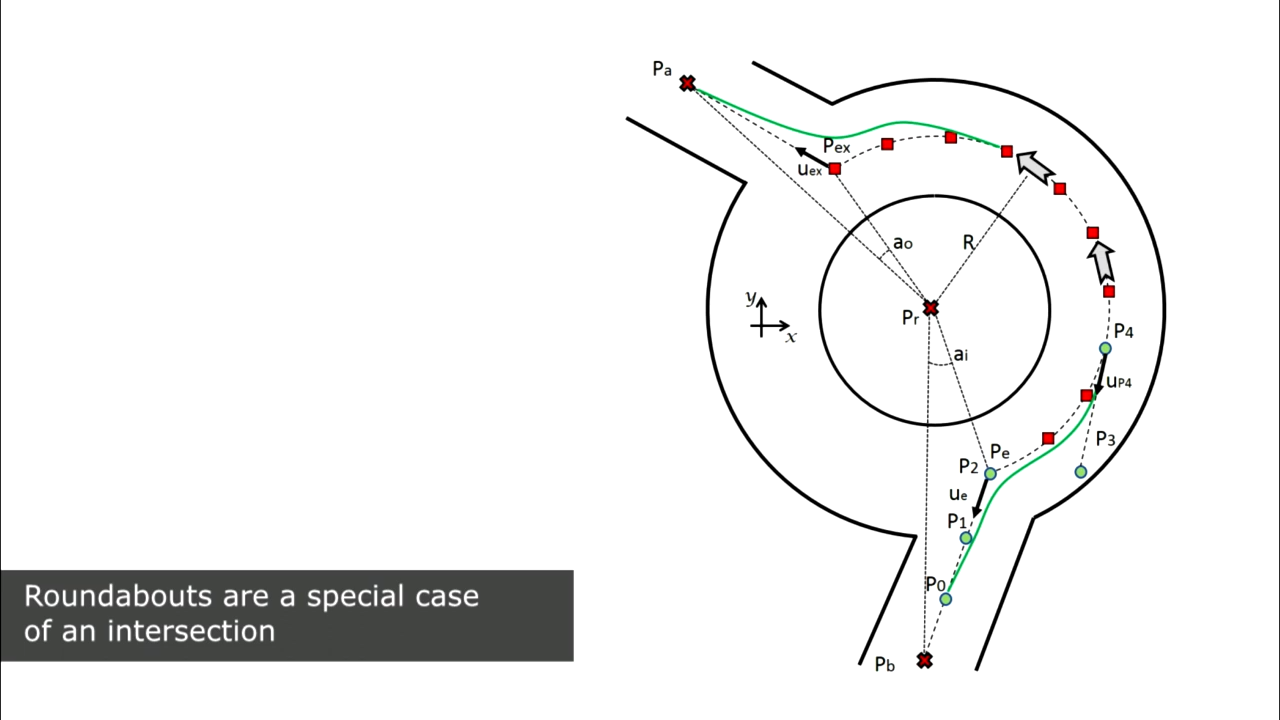 Pa
Pex
uex
ao
R
y
x
Pr
P4
ai
uP4
P3
Pe
P2
ue
P1
P0
Roundabouts are a special case
of an intersection
Pb